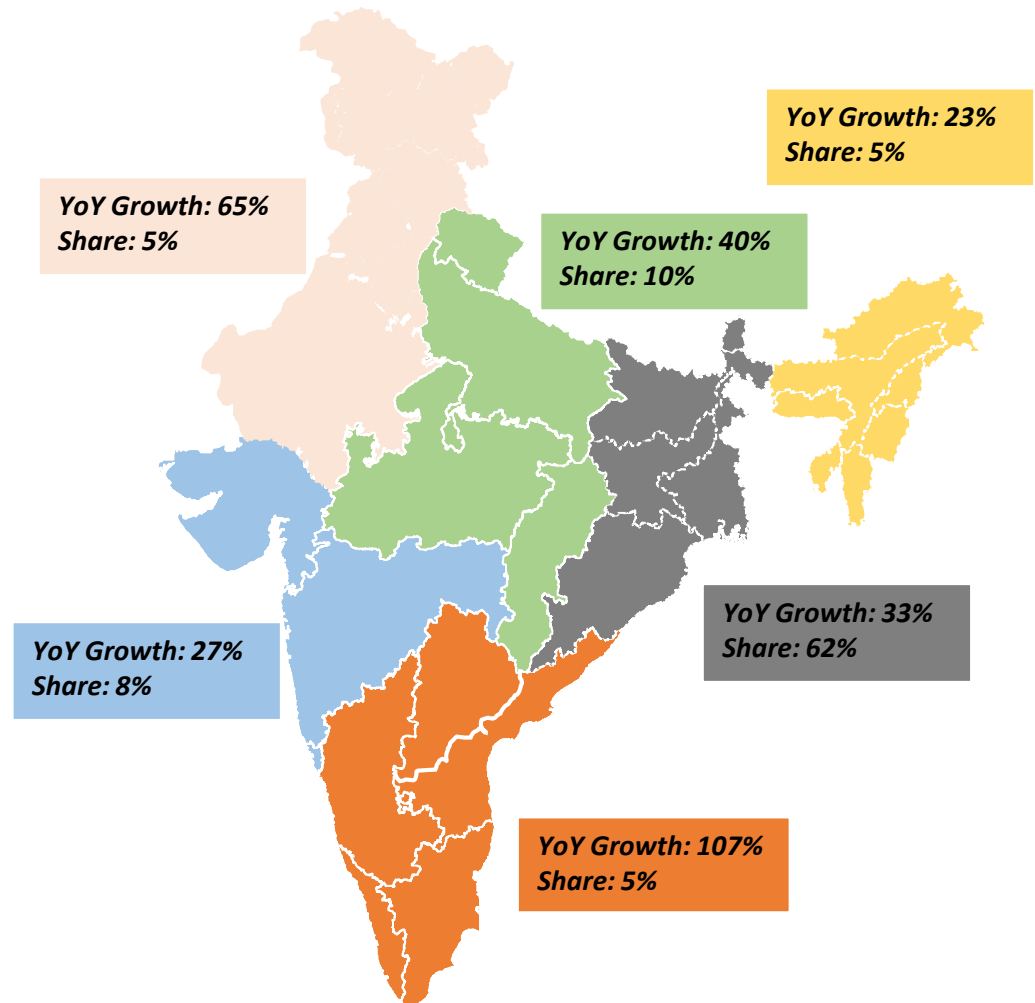 YoY Growth: 23%
Share: 5%
YoY Growth: 65%
Share: 5%
YoY Growth: 40%
Share: 10%
YoY Growth: 33%
Share: 62%
YoY Growth: 27%
Share: 8%
YoY Growth: 107%
Share: 5%